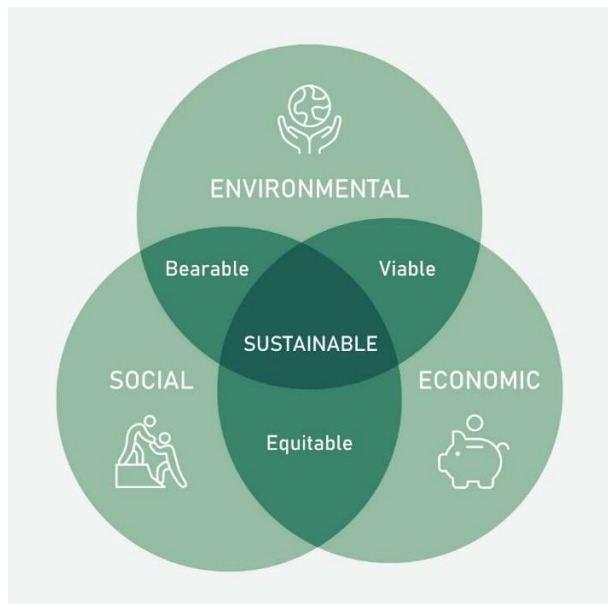 ENVIRONMENTAL
Bearable
Viable
SUSTAINABLE
SOCIAL
ECONOMIC
Equitable